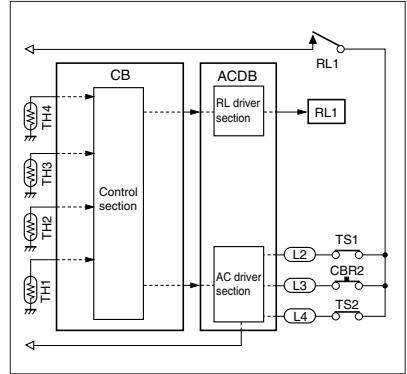 RL1
CB
ACDB
TH4
TH3
TH2
TH1
Control
section
RL driver
section
RL1
AC driver
section
L2
TS1
L3
CBR2
L4
TS2